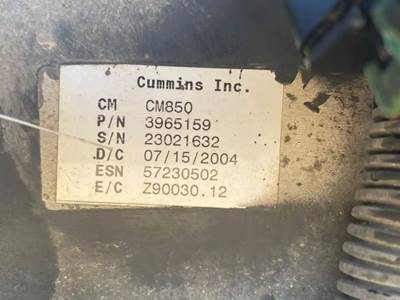 Cummins Inc.
CM CM850
P/N 3965159
S/N 23021632
D/C 07/15/2004
ESN 57230502
E/C Z90030.12